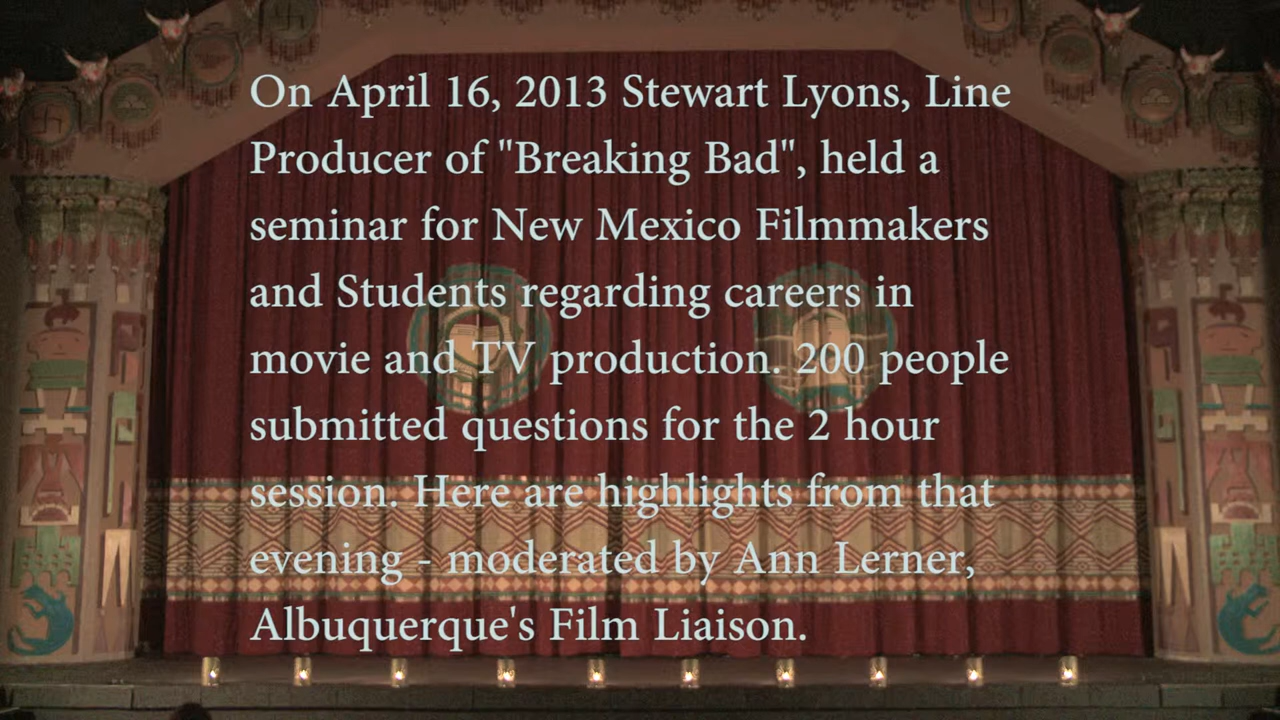 On April 16, 2013 Stewart Lyons, Line
Producer of "Breaking Bad", held a
seminar for New Mexico Filmmakers
and Students regarding careers in
movie and TV production. 200 people
submitted questions for the 2 hour
session. Here are highlights from that
evening - moderated by Ann Lerner,
Albuquerque's Film Liaison.